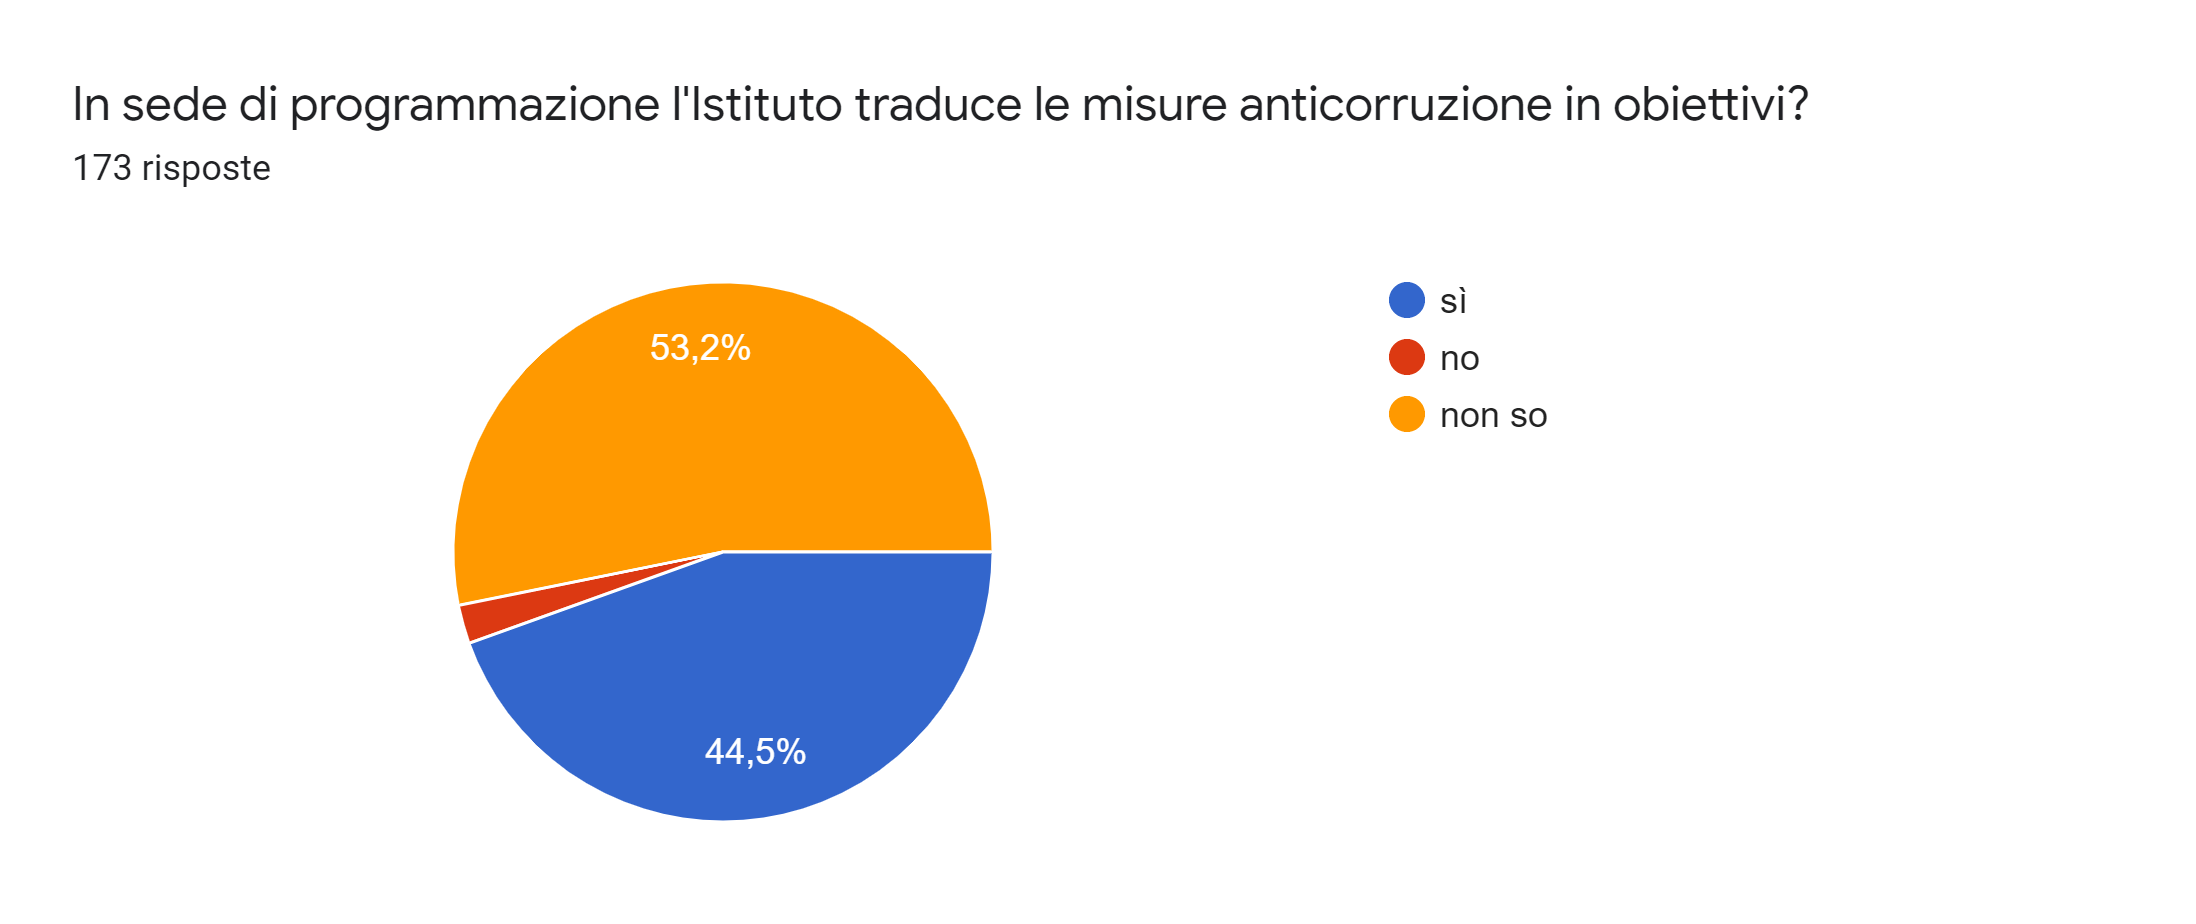 In sede di programmazione l'Istituto traduce le misure anticorruzione in obiettivi?
173 risposte
sì
no
non so
53,2%
44,5%